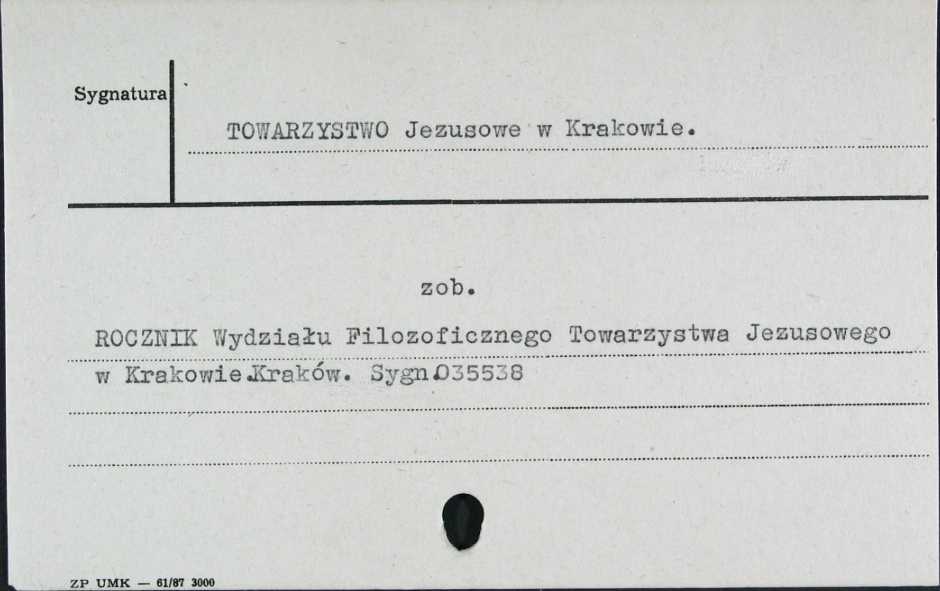 Sygnatura
TOWARZYSTWO Jezusowe w Krakowie.
zob.
ROCZNIK Wydziału Filozoficznego Towarzystwa Jezusowego
w Krakowie.Kraków. Sygn.035538
ZP UMK — 61/87 3000